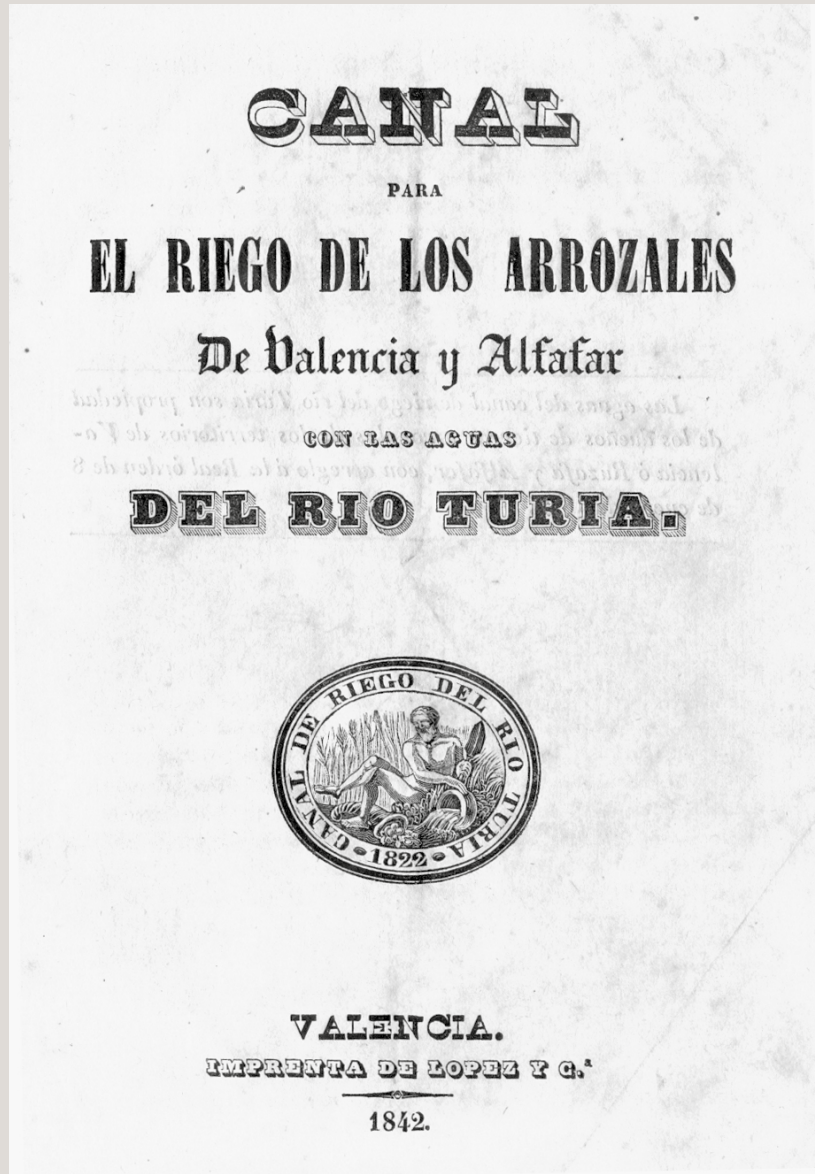 CANAL
PARA
EL RIEGO DE LOS ARROZALES
De Valencia y Alfafar
CON LAS AGUAS
DEL RIO TURIA.
CANAL DE RIEGO DEL RIO TURIA
1822
VALENCIA.
IMPRENTA DE LOPEZ Y C.ª
1842.